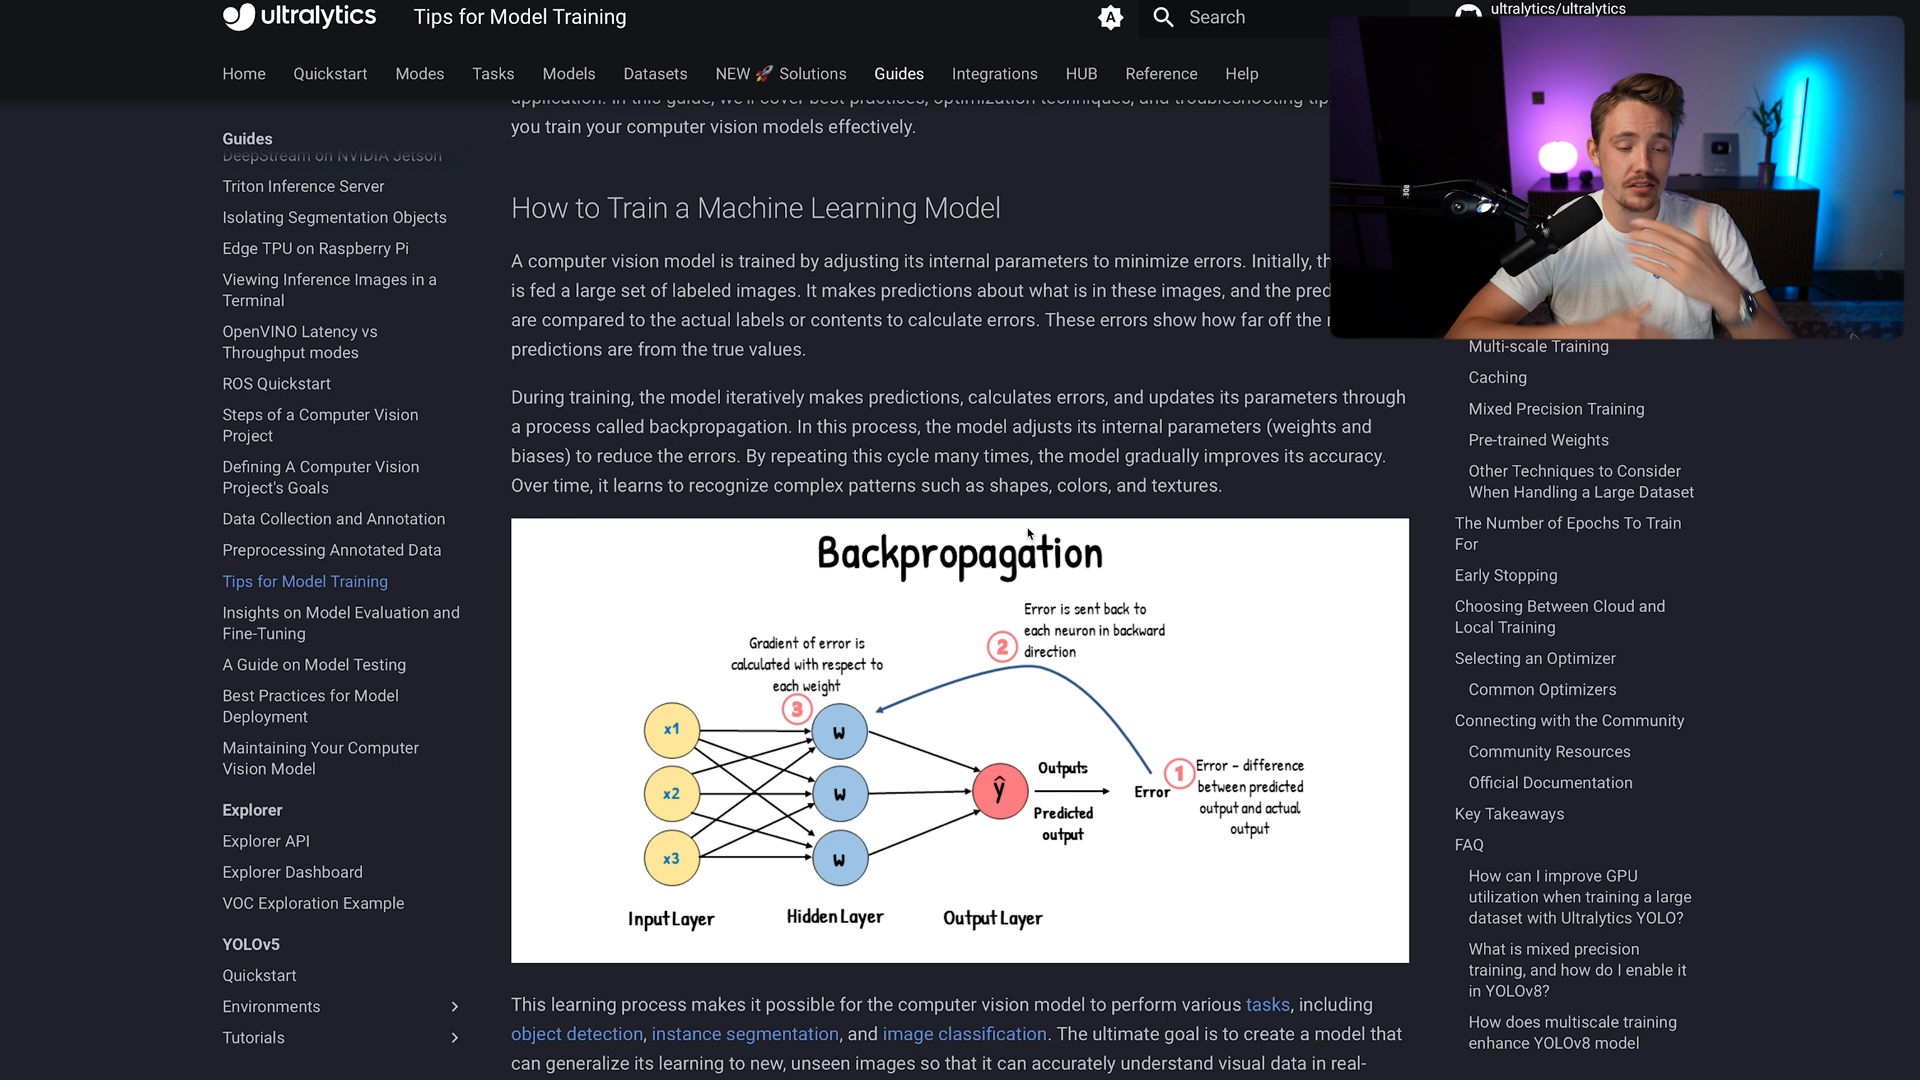 ultralytics
Tips for Model Training
A
Search
ultralytics/ultralytics
Home
Quickstart
Modes
Tasks
Models
Datasets
NEW 🚀 Solutions
Guides
Integrations
HUB
Reference
Help
Guides
DeepStream on NVIDIA Jetson
Triton Inference Server
Isolating Segmentation Objects
Edge TPU on Raspberry Pi
Viewing Inference Images in a
Terminal
OpenVINO Latency vs
Throughput modes
ROS Quickstart
Steps of a Computer Vision
Project
Defining A Computer Vision
Project's Goals
Data Collection and Annotation
Preprocessing Annotated Data
Tips for Model Training
Insights on Model Evaluation and
Fine-Tuning
A Guide on Model Testing
Best Practices for Model
Deployment
Maintaining Your Computer
Vision Model
Explorer
Explorer API
Explorer Dashboard
VOC Exploration Example
YOLOv5
Quickstart
Environments
Tutorials
application. In this guide, we'll cover best practices, optimization techniques, and troubleshooting
you train your computer vision models effectively.
How to Train a Machine Learning Model
A computer vision model is trained by adjusting its internal parameters to minimize errors. Initially,
is fed a large set of labeled images. It makes predictions about what is in these images, and the
are compared to the actual labels or contents to calculate errors. These errors show how far off the
predictions are from the true values.
During training, the model iteratively makes predictions, calculates errors, and updates its parameters through
a process called backpropagation. In this process, the model adjusts its internal parameters (weights and
biases) to reduce the errors. By repeating this cycle many times, the model gradually improves its accuracy.
Over time, it learns to recognize complex patterns such as shapes, colors, and textures.
Backpropagation
Error is sent back to
each neuron in backward
direction
2
Gradient of error is
calculated with respect to
each weight
3
x1
x2
x3
w
w
w
ŷ
Outputs
Predicted
output
Error
1
Error - difference
between predicted
output and actual
output
Input Layer
Hidden Layer
Output Layer
This learning process makes it possible for the computer vision model to perform various tasks, including
object detection, instance segmentation, and image classification. The ultimate goal is to create a model that
can generalize its learning to new, unseen images so that it can accurately understand visual data in real-
Multi-scale Training
Caching
Mixed Precision Training
Pre-trained Weights
Other Techniques to Consider
When Handling a Large Dataset
The Number of Epochs To Train
For
Early Stopping
Choosing Between Cloud and
Local Training
Selecting an Optimizer
Common Optimizers
Connecting with the Community
Community Resources
Official Documentation
Key Takeaways
FAQ
How can I improve GPU
utilization when training a large
dataset with Ultralytics YOLO?
What is mixed precision
training, and how do I enable it
in YOLOv8?
How does multiscale training
enhance YOLOv8 model